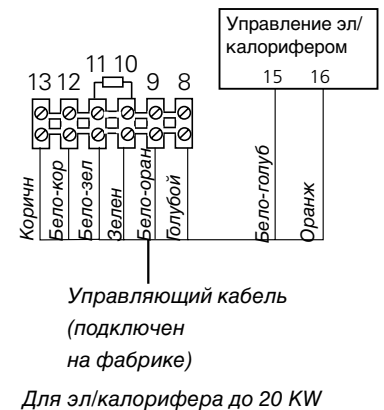 Управление эл/
калорифером
15 16
13 12 11 10 9 8
Коричн
Бело-кор
Бело-зел
Зелен
Бело-оран
Голубой
Бело-голуб
Оранж
Управляющий кабель
(подключен
на фабрике)
Для эл/калорифера до 20 KW